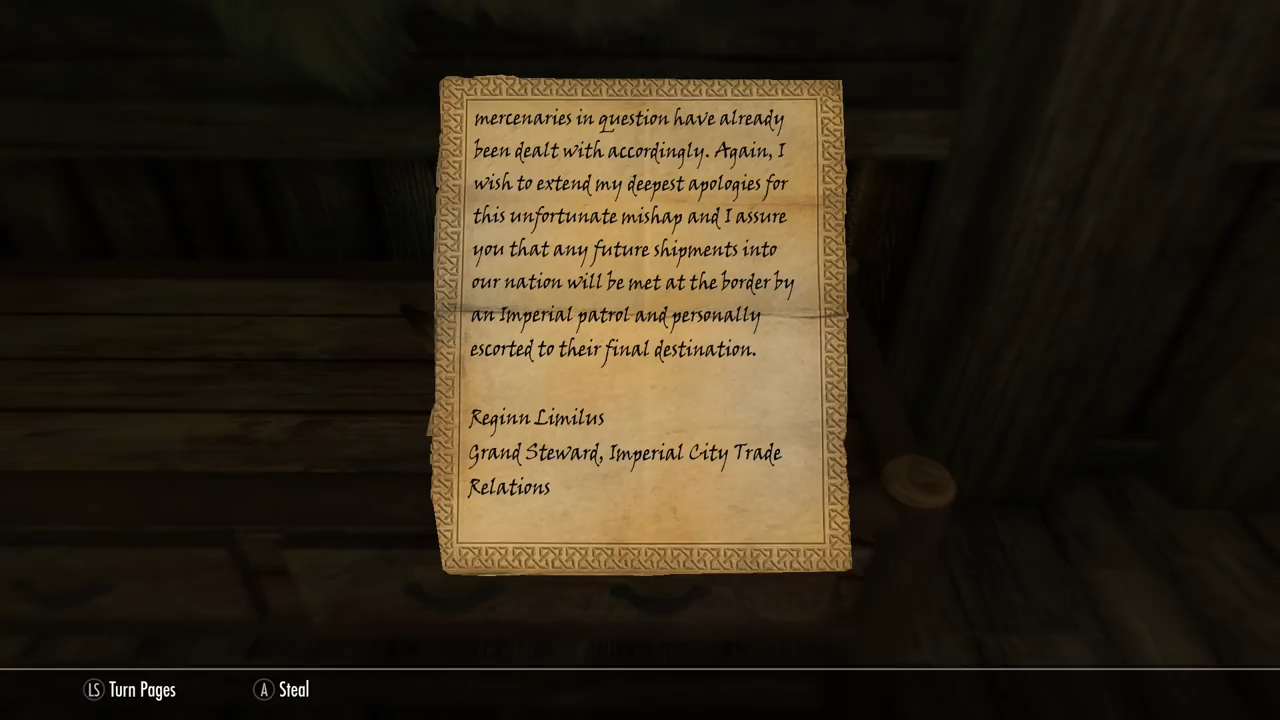 mercenaries in question have already
been dealt with accordingly. Again, I
wish to extend my deepest apologies for
this unfortunate mishap and I assure
you that any future shipments into
our nation will be met at the border by
an Imperial patrol and personally
escorted to their final destination.
Reginn Limilus
Grand Steward, Imperial City Trade
Relations
LS Turn Pages
A Steal